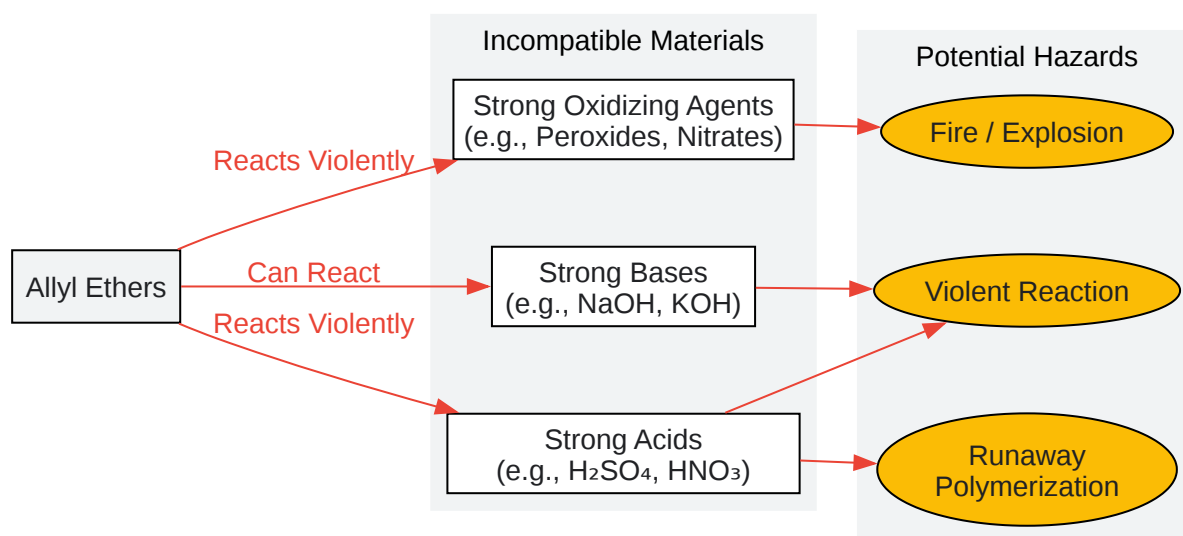 Incompatible Materials
Potential Hazards
Strong Oxidizing Agents
(e.g., Peroxides, Nitrates)
Fire / Explosion
Reacts Violently
Allyl Ethers
Can React
Strong Bases
(e.g., NaOH, KOH)
Violent Reaction
Reacts Violently
Strong Acids
(e.g., H₂SO₄, HNO₃)
Runaway
Polymerization